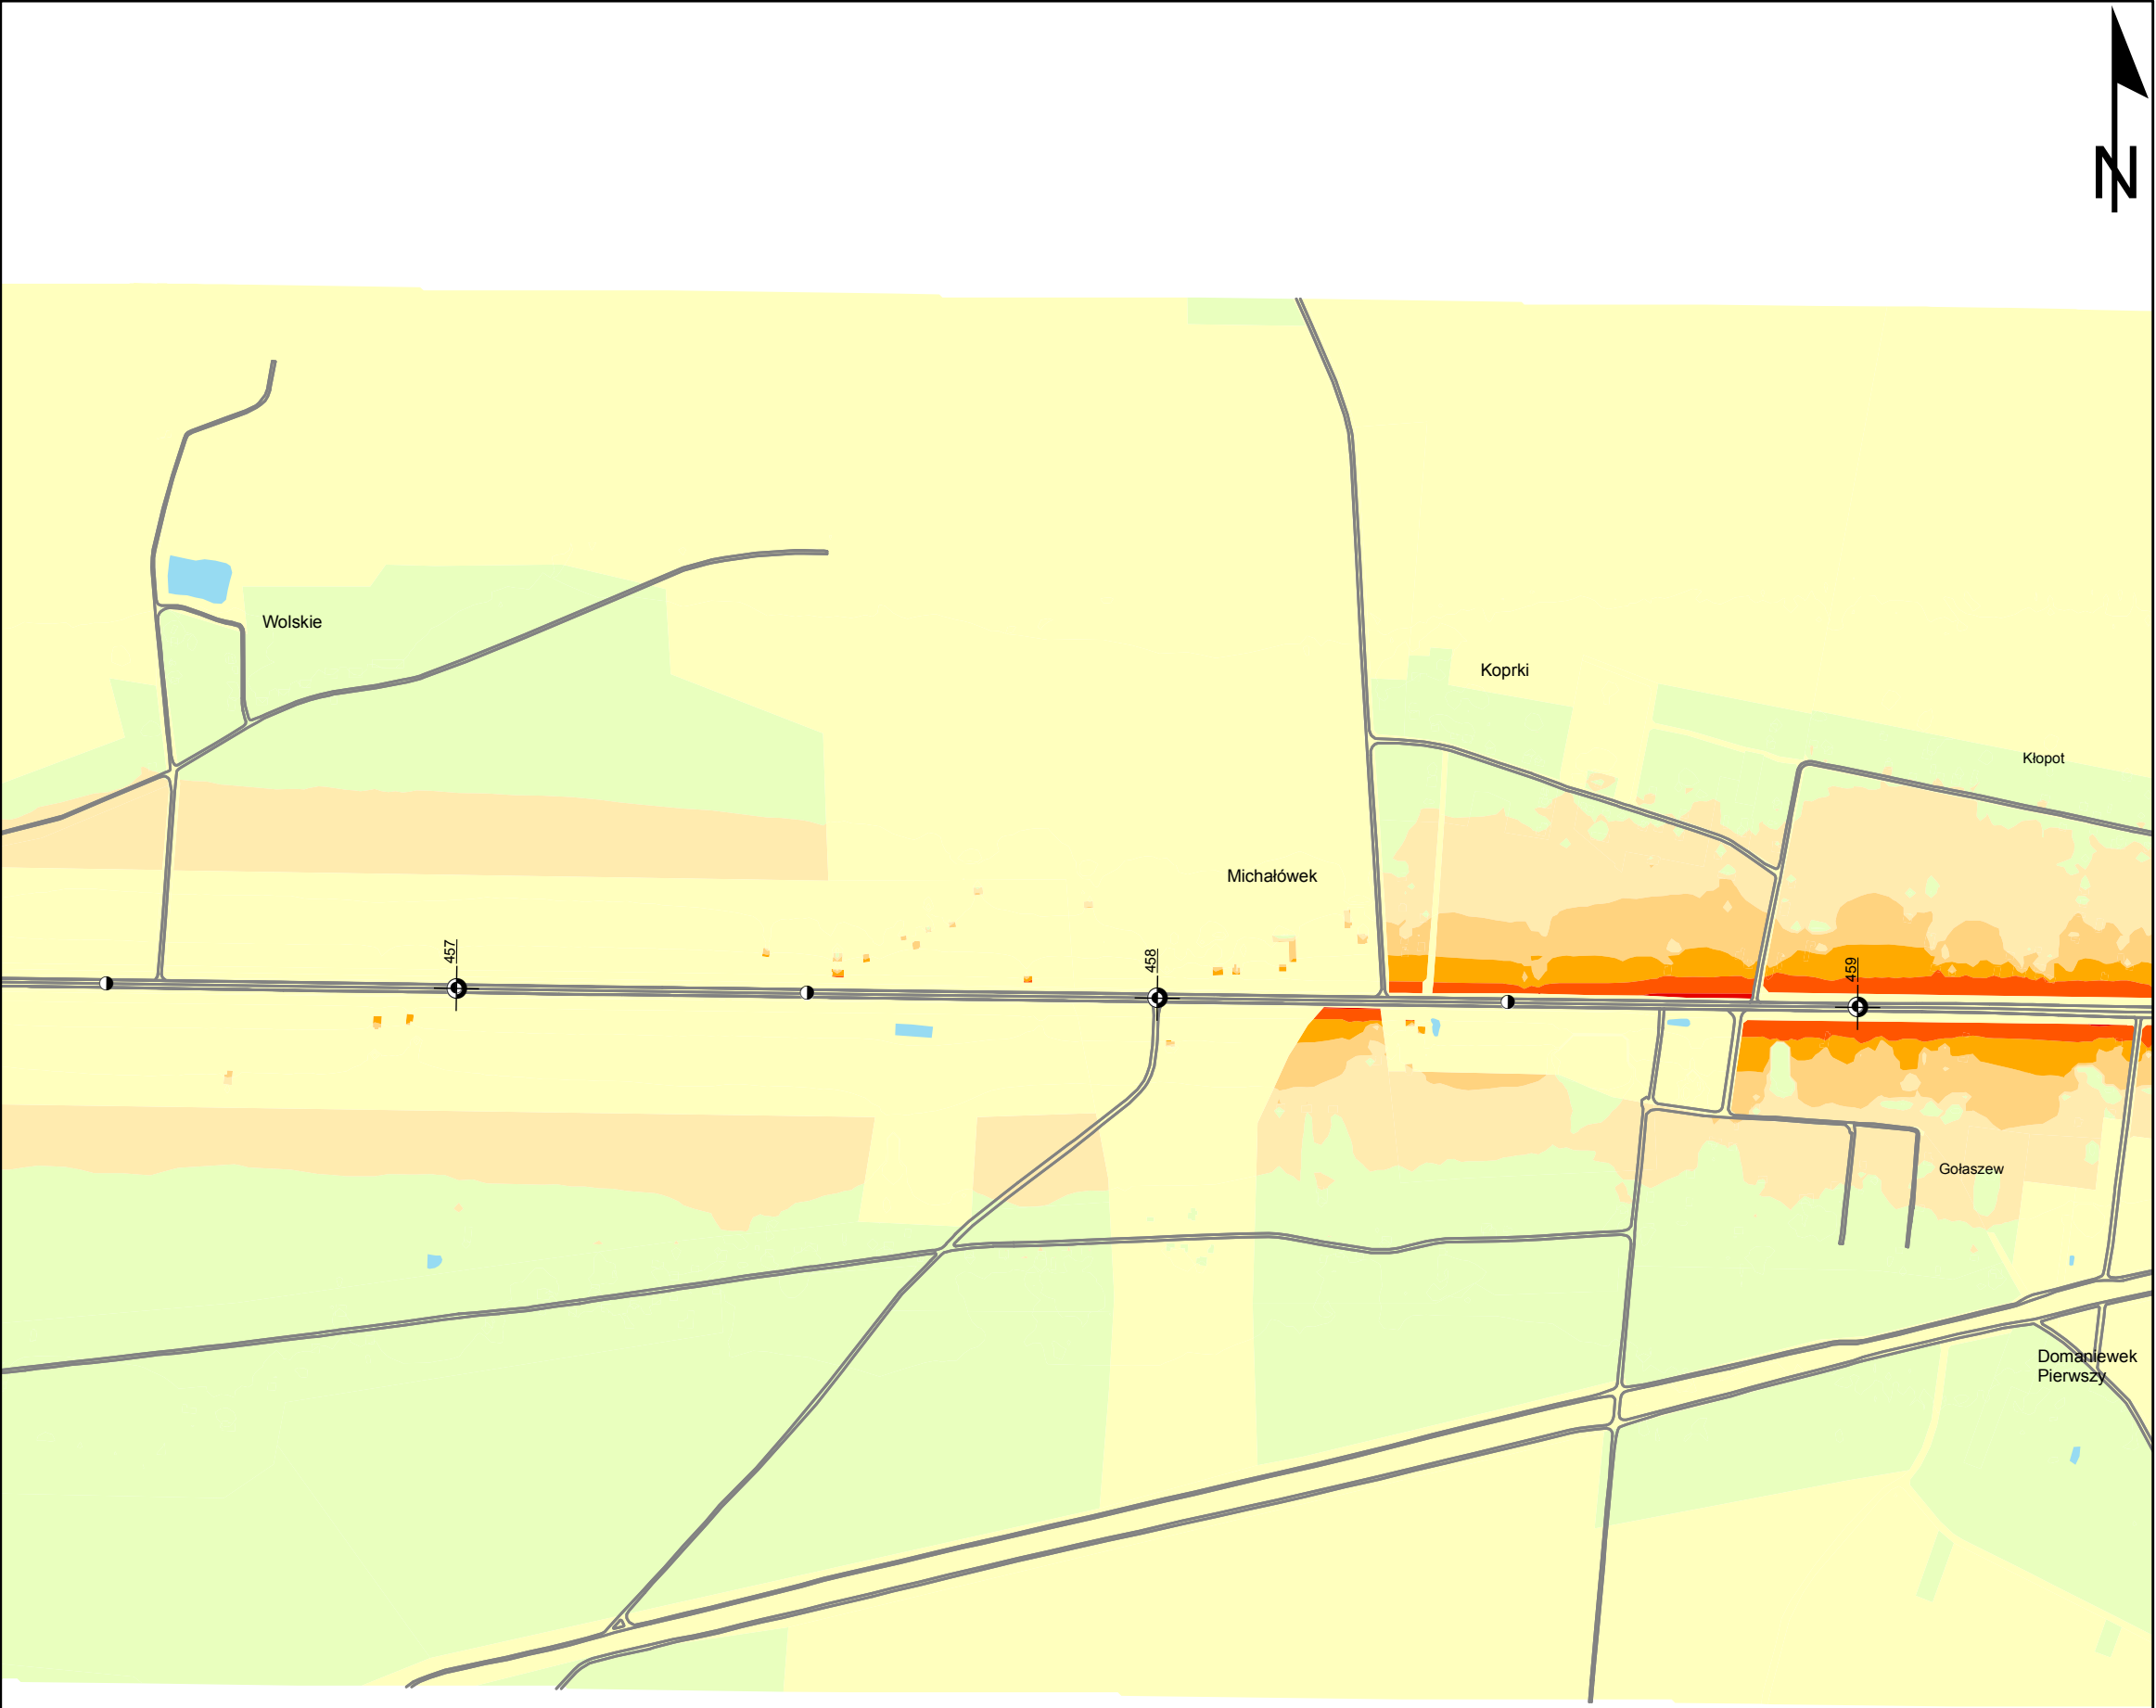 N
Wolskie
Koprki
Kłopot
Michałówek
457
458
459
Gołaszew
Domaniewek
Pierwszy